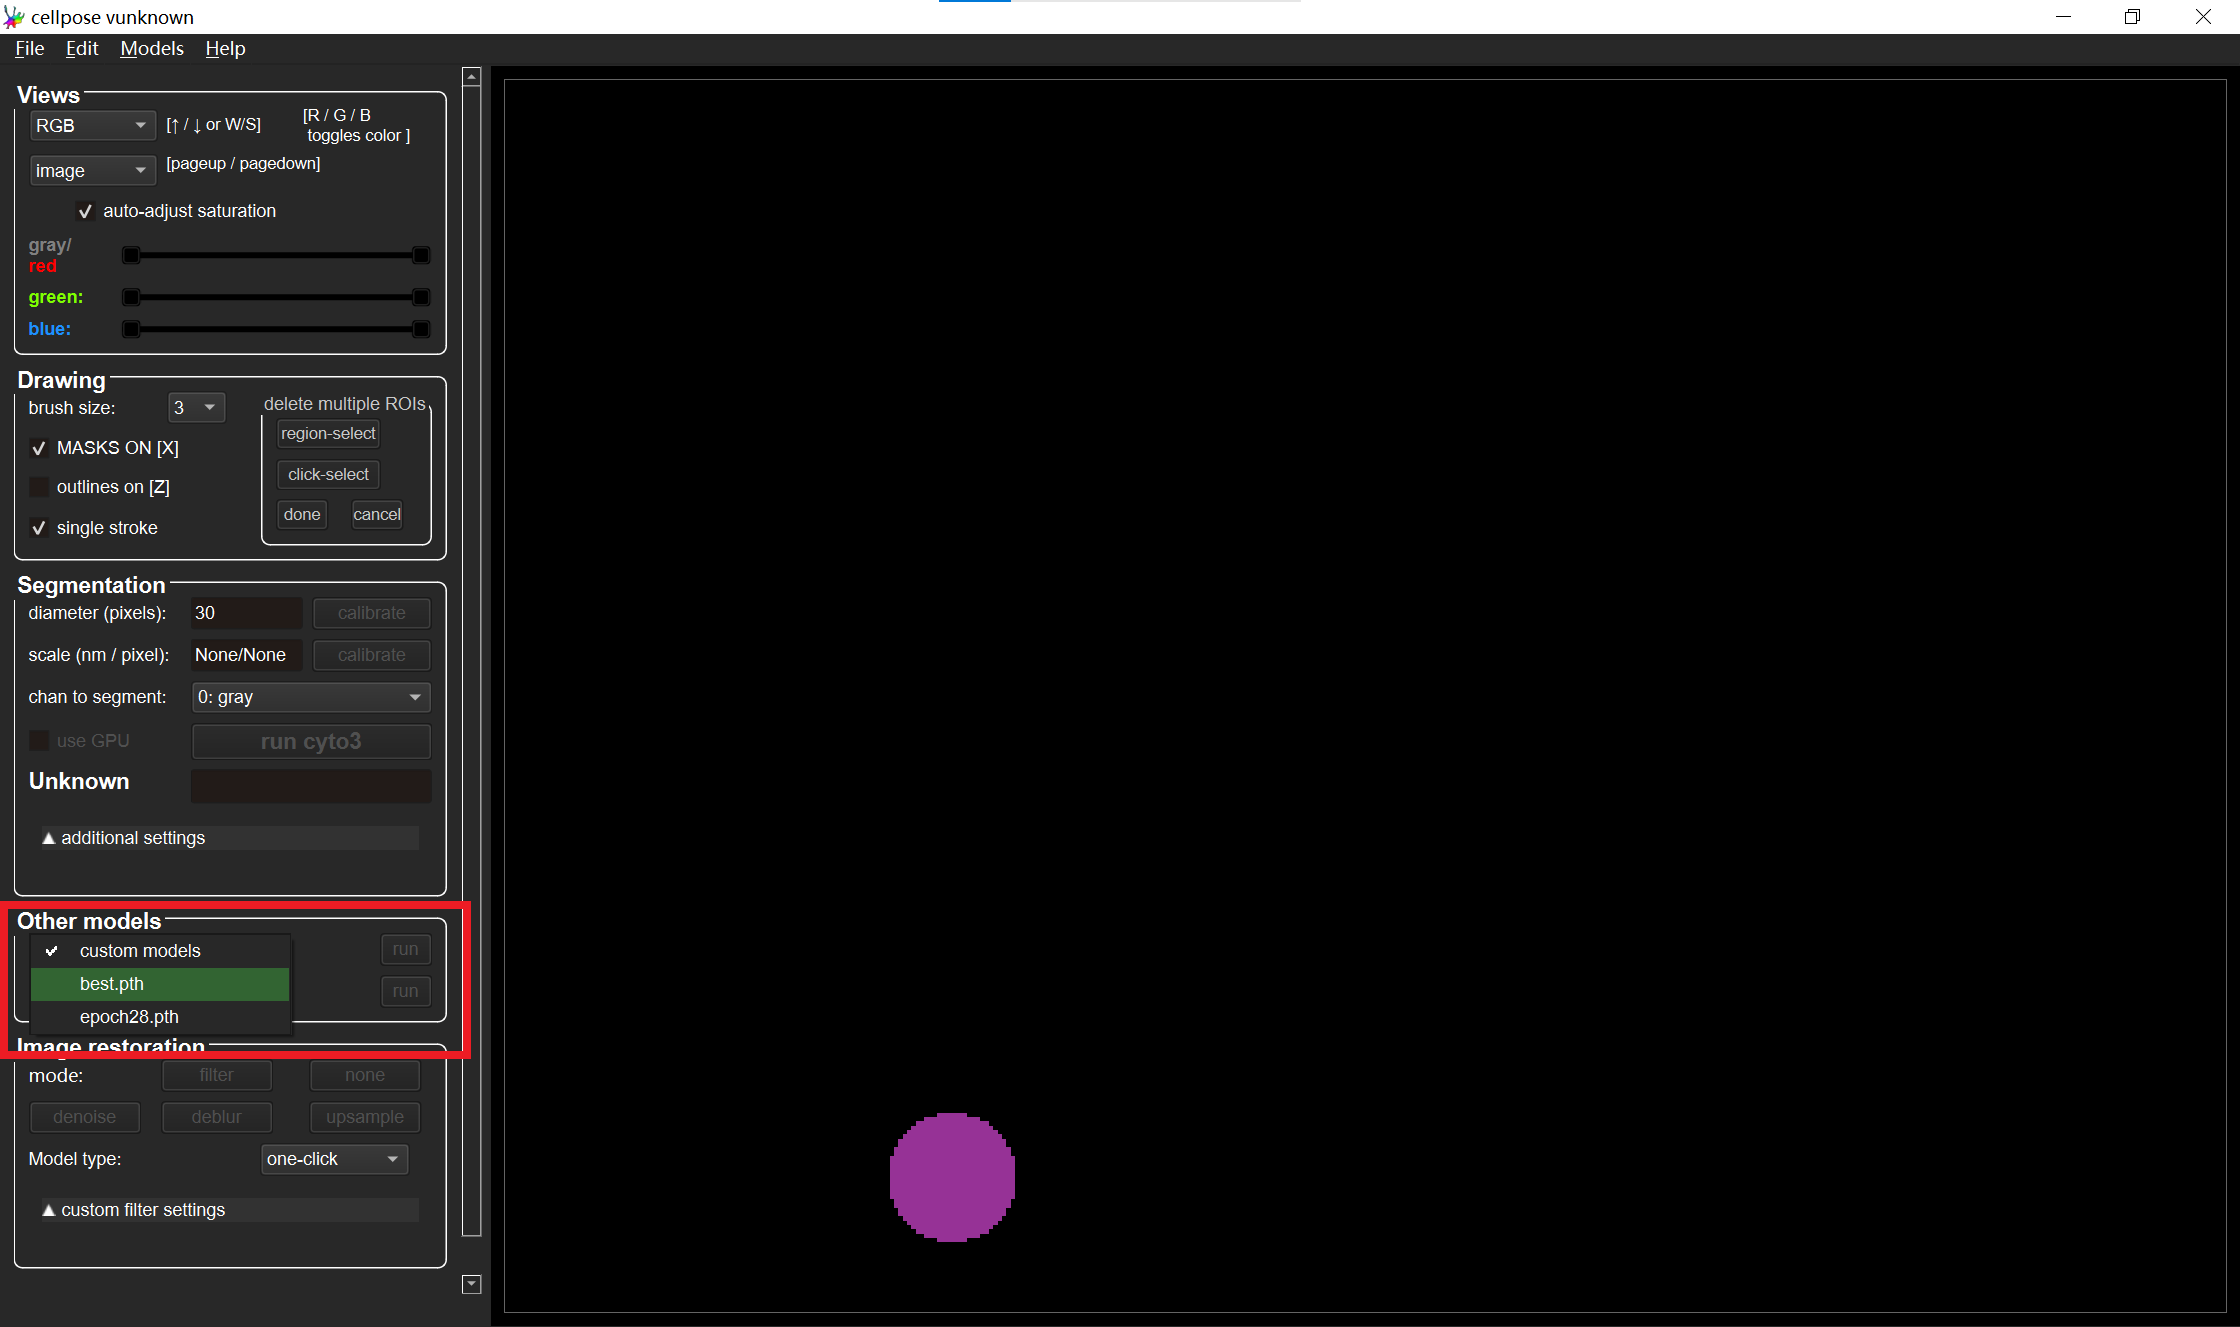 cellpose vunknown
File Edit Models Help
Views
RGB [↑ / ↓ or W/S] [R / G / B
toggles color ]
image [pageup / pagedown]
auto-adjust saturation
gray/
red
green:
blue:
Drawing
brush size: 3 delete multiple ROIs
region-select
MASKS ON [X]
click-select
outlines on [Z]
done cancel
single stroke
Segmentation
diameter (pixels): 30 calibrate
scale (nm / pixel): None/None calibrate
chan to segment: 0: gray
use GPU run cyto3
Unknown
additional settings
Other models
custom models run
best.pth run
epoch28.pth
Image restoration
mode: filter none
denoise deblur upsample
Model type: one-click
custom filter settings